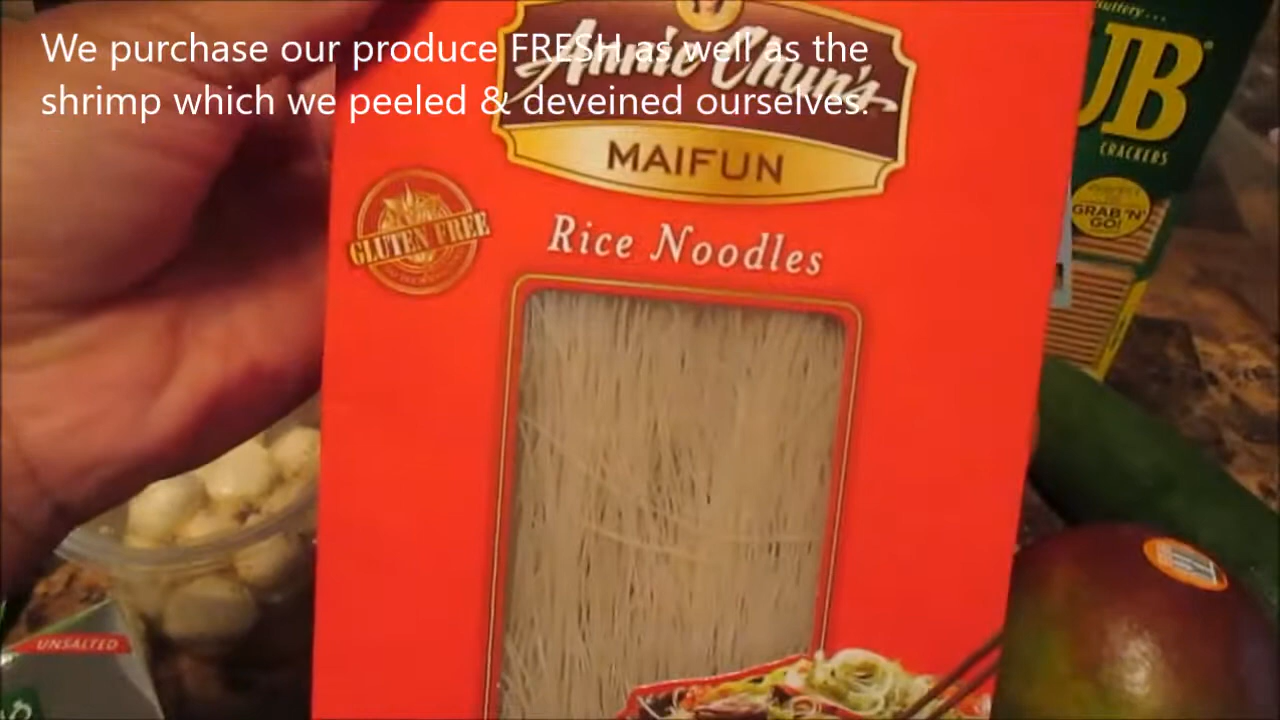 We purchase our produce FRESH as well as the
shrimp which we peeled & deveined ourselves.
Annie Chun's
MAIFUN
GLUTEN FREE
Rice Noodles
UB
CRACKERS
GRAB 'N'
GO!
UNSALTED